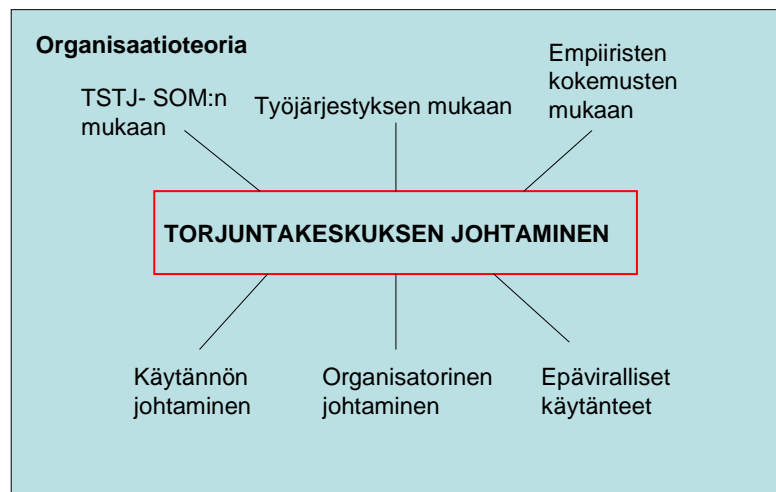 Organisaatioteoria
TSTJ- SOM:n
mukaan
Työjärjestyksen mukaan
Empiiristen
kokemusten
mukaan
TORJUNTAKESKUKSEN JOHTAMINEN
Käytännön
johtaminen
Organisatorinen
johtaminen
Epäviralliset
käytänteet